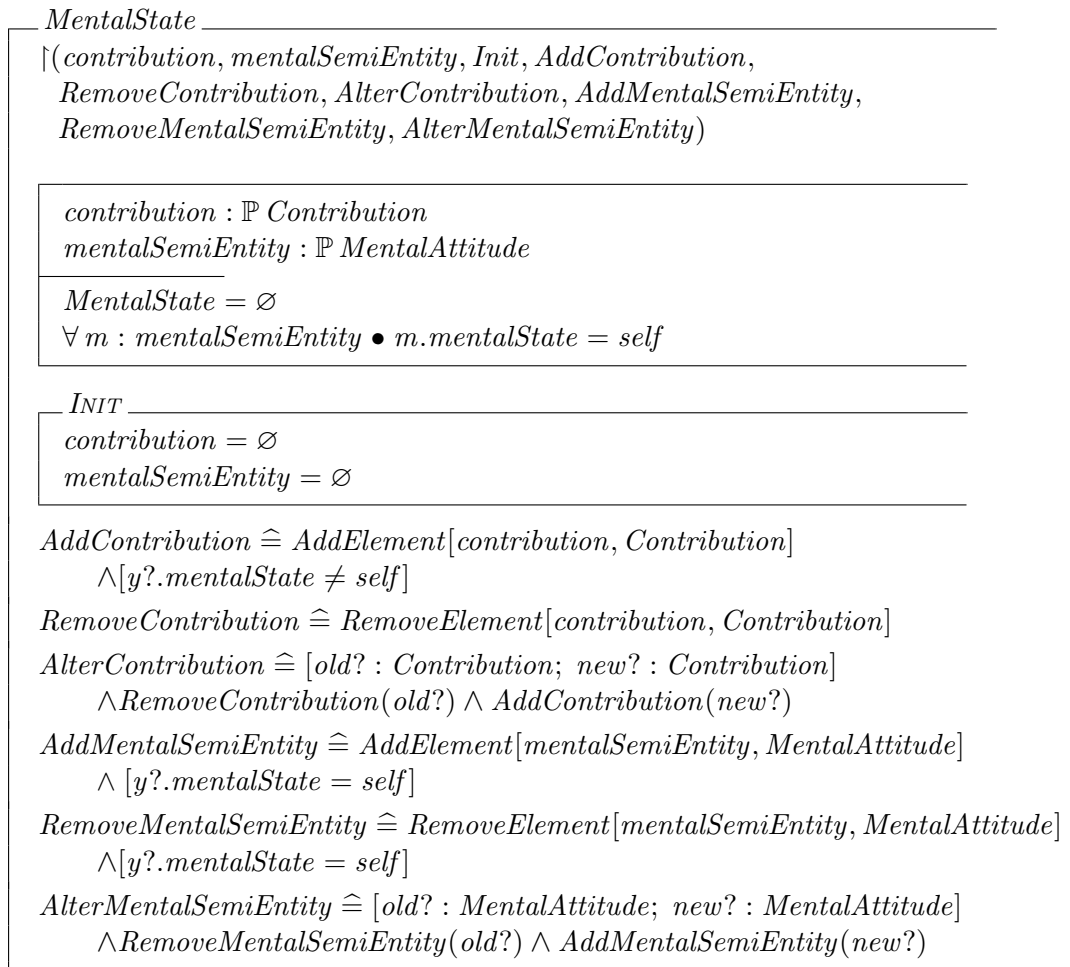 MentalState
↾(contribution, mentalSemiEntity, Init, AddContribution,
RemoveContribution, AlterContribution, AddMentalSemiEntity,
RemoveMentalSemiEntity, AlterMentalSemiEntity)
contribution : ℙ Contribution
mentalSemiEntity : ℙ MentalAttitude
MentalState = ∅
∀ m : mentalSemiEntity • m.mentalState = self
INIT
contribution = ∅
mentalSemiEntity = ∅
AddContribution ≙ AddElement[contribution, Contribution]
∧[y?.mentalState ≠ self]
RemoveContribution ≙ RemoveElement[contribution, Contribution]
AlterContribution ≙ [old? : Contribution; new? : Contribution]
∧RemoveContribution(old?) ∧ AddContribution(new?)
AddMentalSemiEntity ≙ AddElement[mentalSemiEntity, MentalAttitude]
∧ [y?.mentalState = self]
RemoveMentalSemiEntity ≙ RemoveElement[mentalSemiEntity, MentalAttitude]
∧[y?.mentalState = self]
AlterMentalSemiEntity ≙ [old? : MentalAttitude; new? : MentalAttitude]
∧RemoveMentalSemiEntity(old?) ∧ AddMentalSemiEntity(new?)